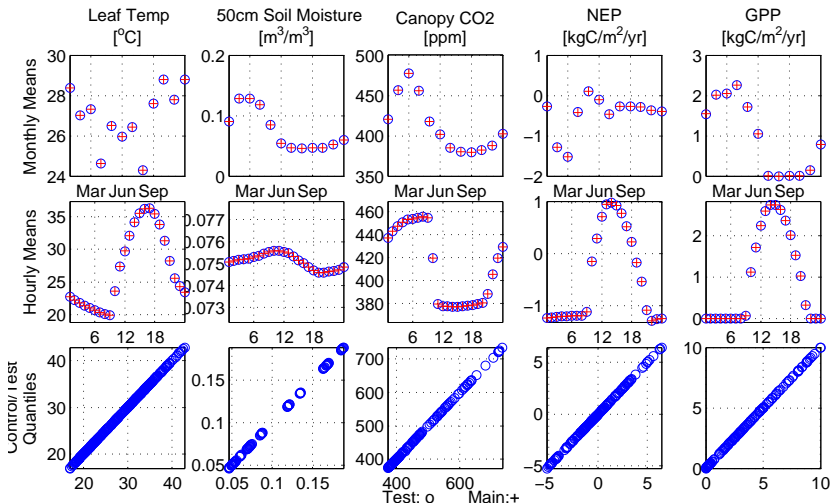 Leaf Temp
[°C]
50cm Soil Moisture
[m³/m³]
Canopy CO2
[ppm]
NEP
[kgC/m²/yr]
GPP
[kgC/m²/yr]
Monthly Means
30
28
26
24
0.2
0.1
0
500
450
400
350
1
0
−1
−2
3
2
1
0
Mar Jun Sep
Mar Jun Sep
Mar Jun Sep
Mar Jun Sep
Mar Jun Sep
Hourly Means
35
30
25
20
0.077
0.076
0.075
0.074
0.073
460
440
420
400
380
1
0
−1
2
1
0
6 12 18
6 12 18
6 12 18
6 12 18
6 12 18
Control/Test
Quantiles
40
30
20
0.15
0.1
0.05
700
600
500
400
5
0
−5
10
5
0
20 30 40
0.05 0.10 0.15
400 600
−5 0 5
0 5 10
Test: o Main:+